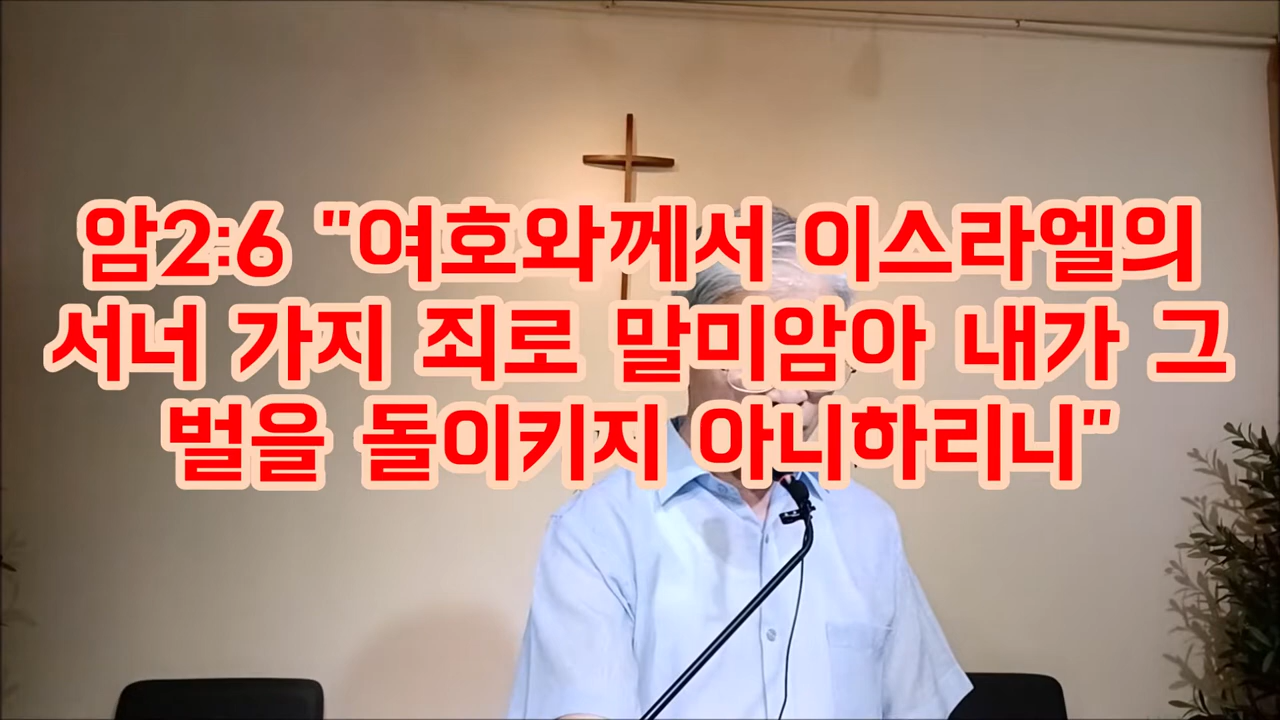 암2:6 "여호와께서 이스라엘의
서너 가지 죄로 말미암아 내가 그
벌을 돌이키지 아니하리니"